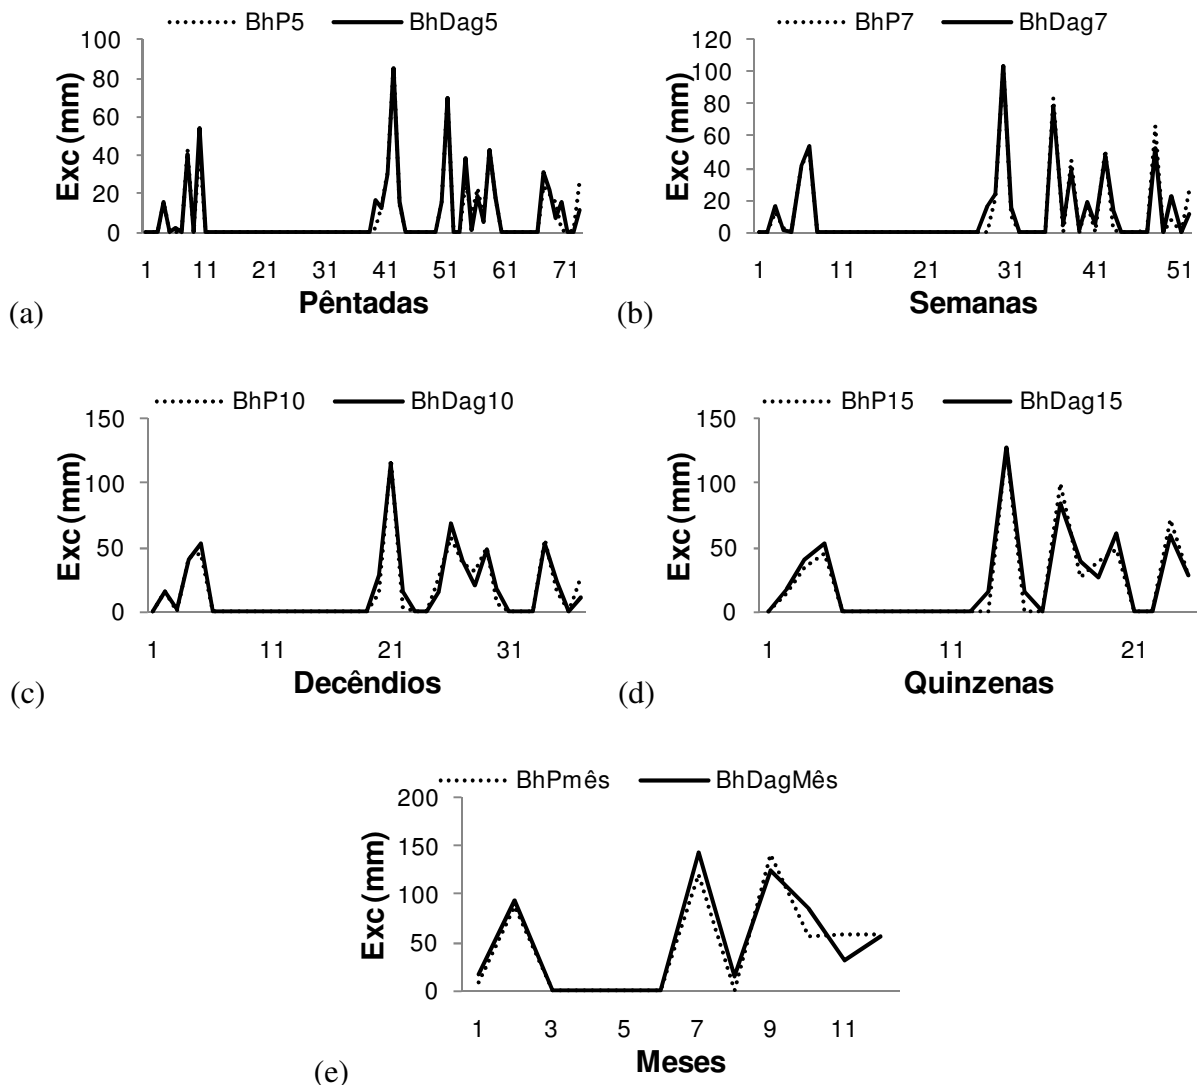 BhP5 BhDag5
100
80
60
40
20
0
Exc (mm)
1 11 21 31 41 51 61 71
Pêntadas
(a)
BhP7 BhDag7
120
100
80
60
40
20
0
Exc (mm)
1 11 21 31 41 51
Semanas
(b)
BhP10 BhDag10
150
100
50
0
Exc (mm)
1 11 21 31
Decêndios
(c)
BhP15 BhDag15
150
100
50
0
Exc (mm)
1 11 21
Quinzenas
(d)
BhPmês BhDagMês
200
150
100
50
0
Exc (mm)
1 3 5 7 9 11
Meses
(e)